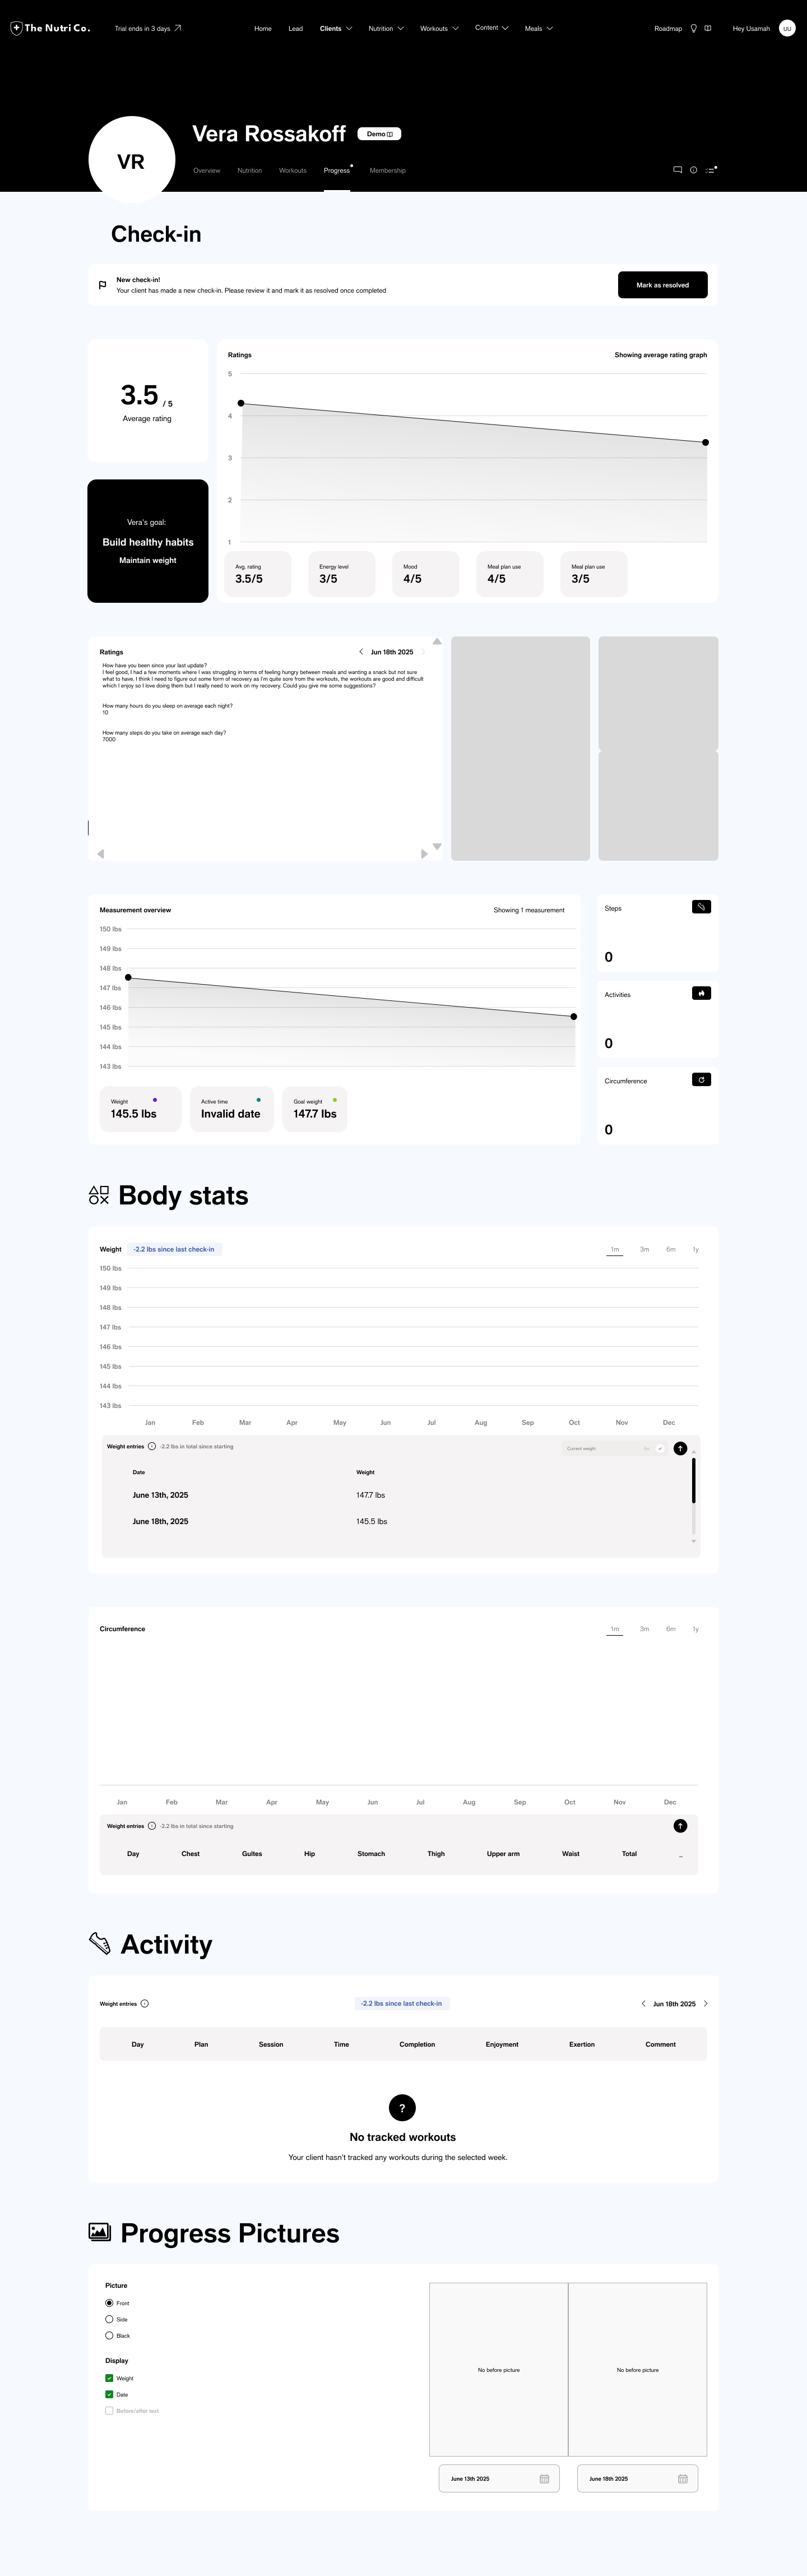 The Nutri Co.
Trial ends in 3 days
Home
Lead
Clients
Nutrition
Workouts
Content
Meals
Roadmap
Hey Usamah
UU
VR
Vera Rossakoff
Demo
Overview
Nutrition
Workouts
Progress
Membership
Check-in
New check-in!
Your client has made a new check-in. Please review it and mark it as resolved once completed
Mark as resolved
3.5 / 5
Average rating
Vera's goal:
Build healthy habits
Maintain weight
Ratings
Showing average rating graph
5
4
3
2
1
Avg. rating
3.5/5
Energy level
3/5
Mood
4/5
Meal plan use
4/5
Meal plan use
3/5
Ratings
Jun 18th 2025
How have you been since your last update?
I feel good, I had a few moments where I was struggling in terms of feeling hungry between meals and wanting a snack but not sure
what to have. I think I need to figure out some form of recovery as I'm quite sore from the workouts, the workouts are good and difficult
which i enjoy so I love doing them but I really need to work on my recovery. Could you give me some suggestions?
How many hours do you sleep on average each night?
10
How many steps do you take on average each day?
7000
Measurement overview
Showing 1 measurement
150 lbs
149 lbs
148 lbs
147 lbs
146 lbs
145 lbs
144 lbs
143 lbs
Weight
145.5 lbs
Active time
Invalid date
Goal weight
147.7 lbs
Steps
0
Activities
0
Circumference
0
Body stats
Weight
-2.2 lbs since last check-in
1m
3m
6m
1y
150 lbs
149 lbs
148 lbs
147 lbs
146 lbs
145 lbs
144 lbs
143 lbs
Jan
Feb
Mar
Apr
May
Jun
Jul
Aug
Sep
Oct
Nov
Dec
Weight entries
-2.2 lbs in total since starting
Current weight
Date
Weight
June 13th, 2025
147.7 lbs
June 18th, 2025
145.5 lbs
Circumference
1m
3m
6m
1y
Jan
Feb
Mar
Apr
May
Jun
Jul
Aug
Sep
Oct
Nov
Dec
Weight entries
-2.2 lbs in total since starting
Day
Chest
Gultes
Hip
Stomach
Thigh
Upper arm
Waist
Total
_
Activity
Weight entries
-2.2 lbs since last check-in
Jun 18th 2025
Day
Plan
Session
Time
Completion
Enjoyment
Exertion
Comment
?
No tracked workouts
Your client hasn't tracked any workouts during the selected week.
Progress Pictures
Picture
Front
Side
Black
Display
Weight
Date
Before/after text
No before picture
No before picture
June 13th 2025
June 18th 2025